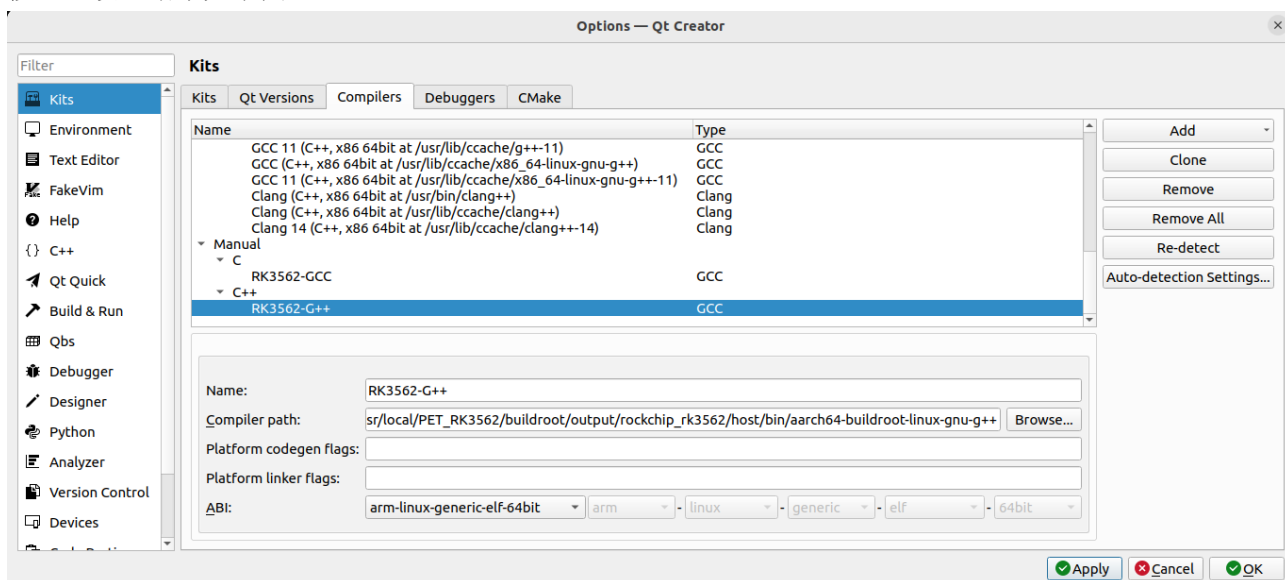 Options — Qt Creator
Filter
Kits
Environment
Text Editor
FakeVim
Help
C++
Qt Quick
Build & Run
Qbs
Debugger
Designer
Python
Analyzer
Version Control
Devices
Kits
Kits Qt Versions Compilers Debuggers CMake
Name Type
GCC 11 (C++, x86 64bit at /usr/lib/ccache/g++-11) GCC
GCC (C++, x86 64bit at /usr/lib/ccache/x86_64-linux-gnu-g++) GCC
GCC 11 (C++, x86 64bit at /usr/lib/ccache/x86_64-linux-gnu-g++-11) GCC
Clang (C++, x86 64bit at /usr/bin/clang++) Clang
Clang (C++, x86 64bit at /usr/lib/ccache/clang++) Clang
Clang 14 (C++, x86 64bit at /usr/lib/ccache/clang++-14) Clang
Manual
C
RK3562-GCC GCC
C++
RK3562-G++ GCC
Add
Clone
Remove
Remove All
Re-detect
Auto-detection Settings...
Name: RK3562-G++
Compiler path: sr/local/PET_RK3562/buildroot/output/rockchip_rk3562/host/bin/aarch64-buildroot-linux-gnu-g++ Browse...
Platform codegen flags:
Platform linker flags:
ABI: arm-linux-generic-elf-64bit arm - linux - generic - elf - 64bit
Apply Cancel OK